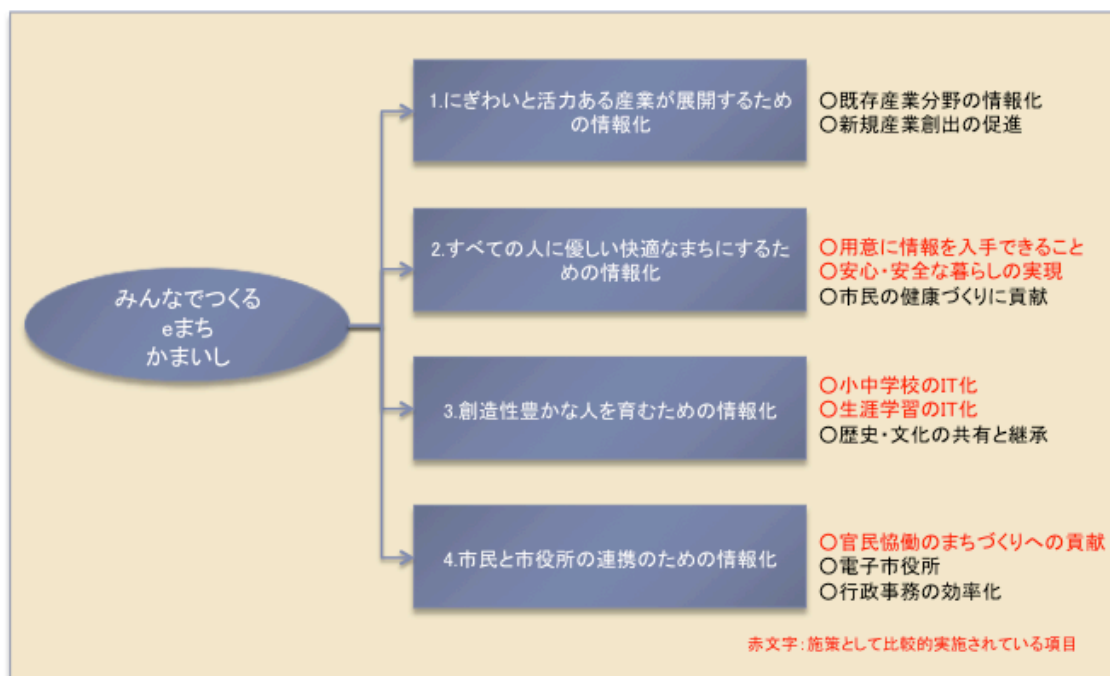 みんなでつくる
eまち
かまいし
1.にぎわいと活力ある産業が展開するため
の情報化
○既存産業分野の情報化
○新規産業創出の促進
2.すべての人に優しい快適なまちにするた
めの情報化
○用意に情報を入手できること
○安心・安全な暮らしの実現
○市民の健康づくりに貢献
3.創造性豊かな人を育むための情報化
○小中学校のIT化
○生涯学習のIT化
○歴史・文化の共有と継承
4.市民と市役所の連携のための情報化
○官民恊働のまちづくりへの貢献
○電子市役所
○行政事務の効率化
赤文字:施策として比較的実施されている項目